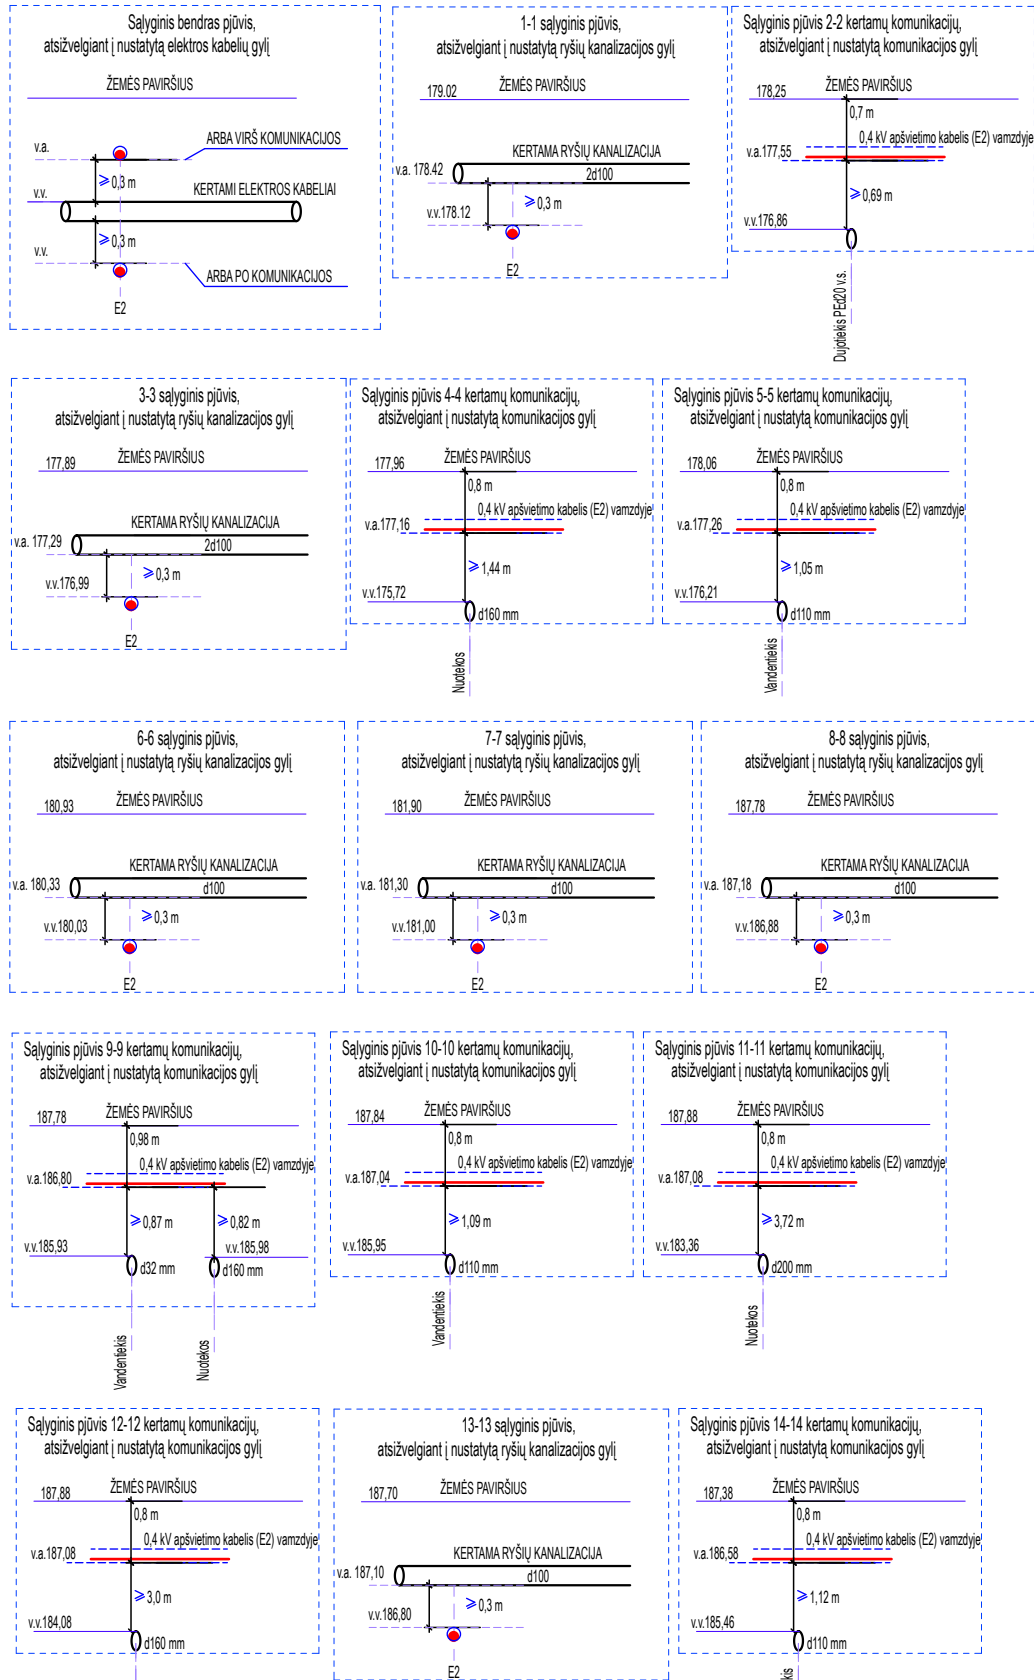 Sąlyginis bendras pjūvis,
atsižvelgiant į nustatytą elektros kabelių gylį
ŽEMĖS PAVIRŠIUS
v.a.
ARBA VIRŠ KOMUNIKACIJOS
≥ 0,3 m
v.v.
KERTAMI ELEKTROS KABELIAI
≥ 0,3 m
v.v.
ARBA PO KOMUNIKACIJOS
E2
1-1 sąlyginis pjūvis,
atsižvelgiant į nustatytą ryšių kanalizacijos gylį
179.02
ŽEMĖS PAVIRŠIUS
KERTAMA RYŠIŲ KANALIZACIJA
v.a. 178.42
2d100
≥ 0,3 m
v.v.178.12
E2
Sąlyginis pjūvis 2-2 kertamų komunikacijų,
atsižvelgiant į nustatytą komunikacijos gylį
ŽEMĖS PAVIRŠIUS
178,25
0,7 m
0,4 kV apšvietimo kabelis (E2) vamzdyje
v.a.177,55
≥ 0,69 m
v.v.176,86
Dujotiekis PEd20 v.s.
3-3 sąlyginis pjūvis,
atsižvelgiant į nustatytą ryšių kanalizacijos gylį
177,89
ŽEMĖS PAVIRŠIUS
KERTAMA RYŠIŲ KANALIZACIJA
v.a. 177,29
2d100
≥ 0,3 m
v.v.176,99
E2
Sąlyginis pjūvis 4-4 kertamų komunikacijų,
atsižvelgiant į nustatytą komunikacijos gylį
177,96
ŽEMĖS PAVIRŠIUS
0,8 m
0,4 kV apšvietimo kabelis (E2) vamzdyje
v.a.177,16
≥ 1,44 m
v.v.175,72
d160 mm
Nuotekos
Sąlyginis pjūvis 5-5 kertamų komunikacijų,
atsižvelgiant į nustatytą komunikacijos gylį
178,06
ŽEMĖS PAVIRŠIUS
0,8 m
0,4 kV apšvietimo kabelis (E2) vamzdyje
v.a.177,26
≥ 1,05 m
v.v.176,21
d110 mm
Vandentiekis
6-6 sąlyginis pjūvis,
atsižvelgiant į nustatytą ryšių kanalizacijos gylį
180,93
ŽEMĖS PAVIRŠIUS
KERTAMA RYŠIŲ KANALIZACIJA
v.a. 180,33
d100
≥ 0,3 m
v.v.180,03
E2
7-7 sąlyginis pjūvis,
atsižvelgiant į nustatytą ryšių kanalizacijos gylį
181,90
ŽEMĖS PAVIRŠIUS
KERTAMA RYŠIŲ KANALIZACIJA
v.a. 181,30
d100
≥ 0,3 m
v.v.181,00
E2
8-8 sąlyginis pjūvis,
atsižvelgiant į nustatytą ryšių kanalizacijos gylį
187,78
ŽEMĖS PAVIRŠIUS
KERTAMA RYŠIŲ KANALIZACIJA
v.a. 187,18
d100
≥ 0,3 m
v.v.186,88
E2
Sąlyginis pjūvis 9-9 kertamų komunikacijų,
atsižvelgiant į nustatytą komunikacijos gylį
187,78
ŽEMĖS PAVIRŠIUS
0,98 m
0,4 kV apšvietimo kabelis (E2) vamzdyje
v.a.186,80
≥ 0,87 m
≥ 0,82 m
v.v.185,93
v.v.185,98
d32 mm
d160 mm
Vandentiekis
Nuotekos
Sąlyginis pjūvis 10-10 kertamų komunikacijų,
atsižvelgiant į nustatytą komunikacijos gylį
187,84
ŽEMĖS PAVIRŠIUS
0,8 m
0,4 kV apšvietimo kabelis (E2) vamzdyje
v.a.187,04
≥ 1,09 m
v.v.185,95
d110 mm
Vandentiekis
Sąlyginis pjūvis 11-11 kertamų komunikacijų,
atsižvelgiant į nustatytą komunikacijos gylį
187,88
ŽEMĖS PAVIRŠIUS
0,8 m
0,4 kV apšvietimo kabelis (E2) vamzdyje
v.a.187,08
≥ 3,72 m
v.v.183,36
d200 mm
Nuotekos
Sąlyginis pjūvis 12-12 kertamų komunikacijų,
atsižvelgiant į nustatytą komunikacijos gylį
187,88
ŽEMĖS PAVIRŠIUS
0,8 m
0,4 kV apšvietimo kabelis (E2) vamzdyje
v.a.187,08
≥ 3,0 m
v.v.184,08
d160 mm
13-13 sąlyginis pjūvis,
atsižvelgiant į nustatytą ryšių kanalizacijos gylį
187,70
ŽEMĖS PAVIRŠIUS
KERTAMA RYŠIŲ KANALIZACIJA
v.a. 187,10
d100
≥ 0,3 m
v.v.186,80
E2
Sąlyginis pjūvis 14-14 kertamų komunikacijų,
atsižvelgiant į nustatytą komunikacijos gylį
187,38
ŽEMĖS PAVIRŠIUS
0,8 m
0,4 kV apšvietimo kabelis (E2) vamzdyje
v.a.186,58
≥ 1,12 m
v.v.185,46
d110 mm